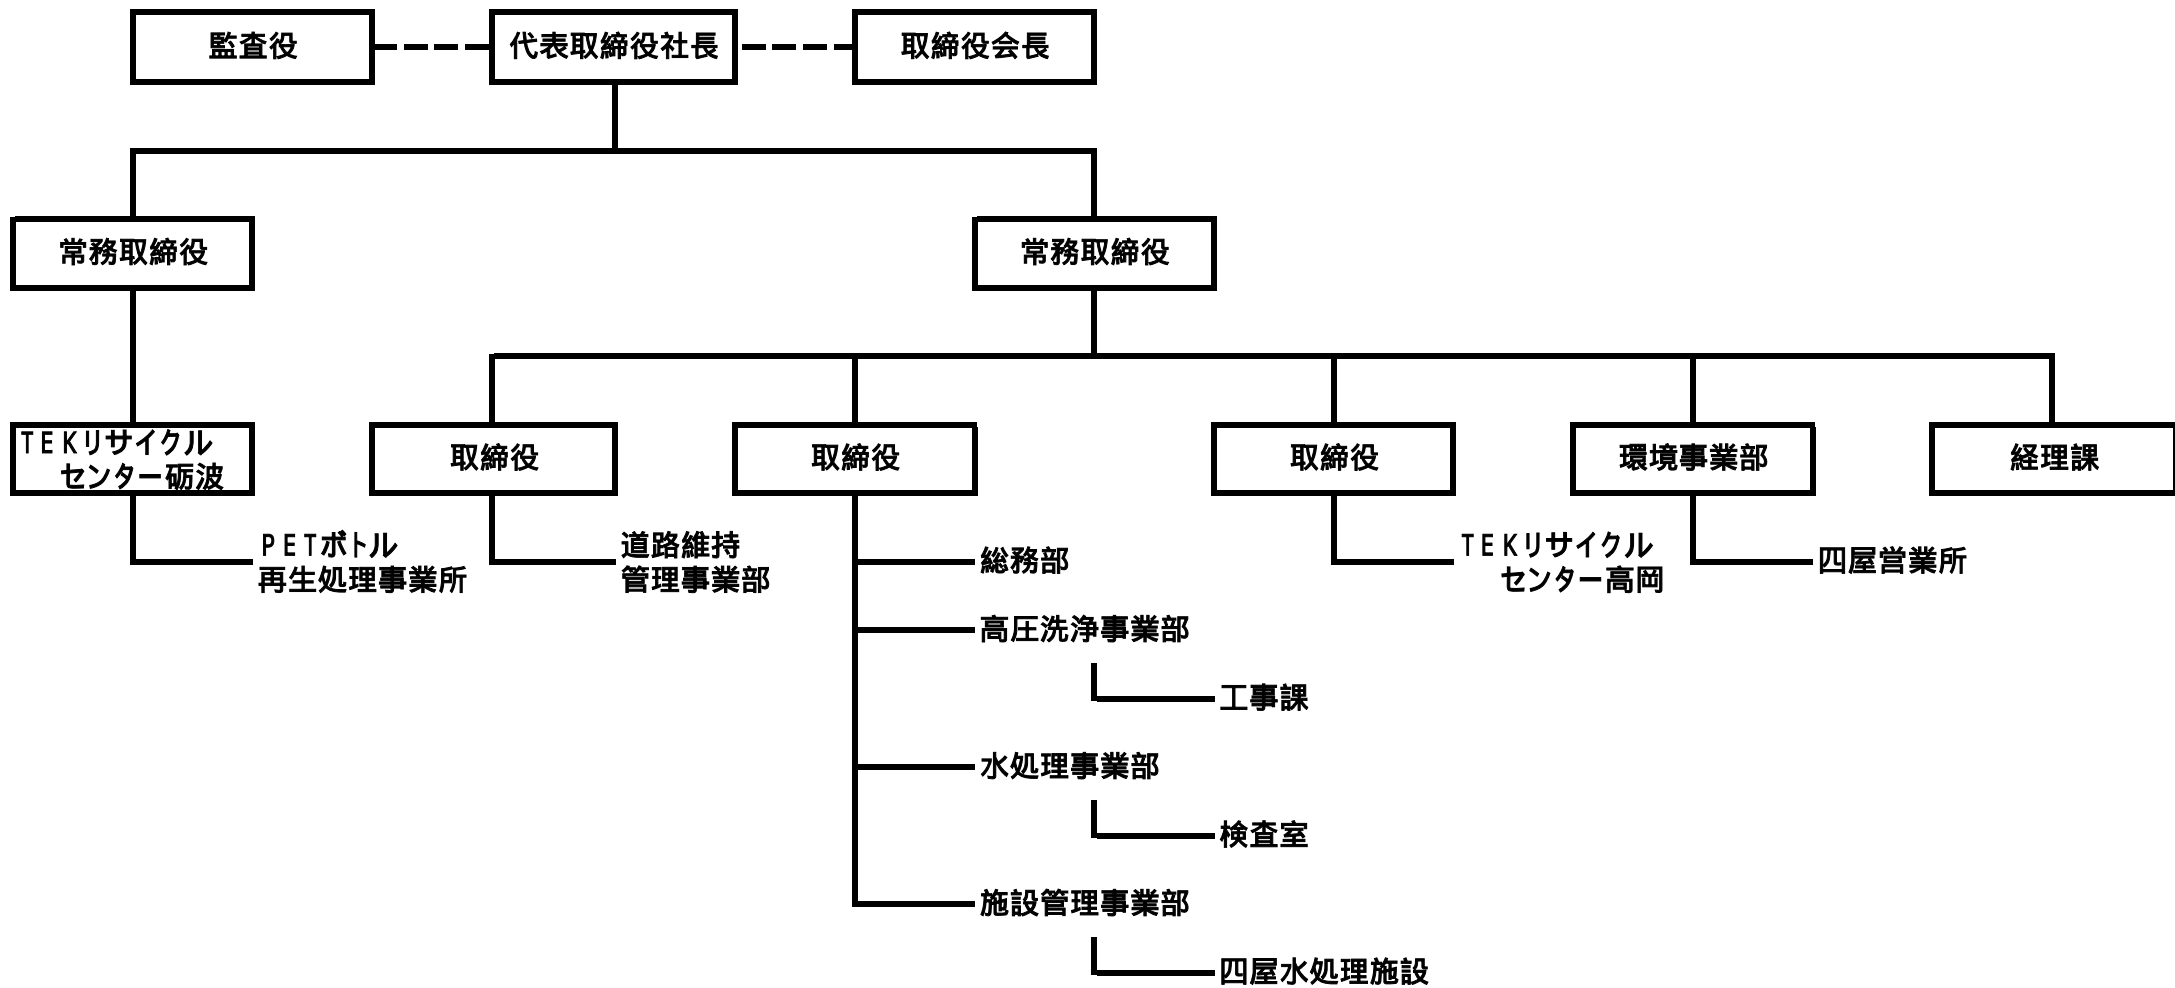 監査役
代表取締役社長
取締役会長
常務取締役
常務取締役
ＴＥＫリサイクル
センター砺波
取締役
取締役
取締役
環境事業部
経理課
ＰＥＴボトル
再生処理事業所
道路維持
管理事業部
総務部
高圧洗浄事業部
工事課
水処理事業部
検査室
施設管理事業部
四屋水処理施設
ＴＥＫリサイクル
センター高岡
四屋営業所